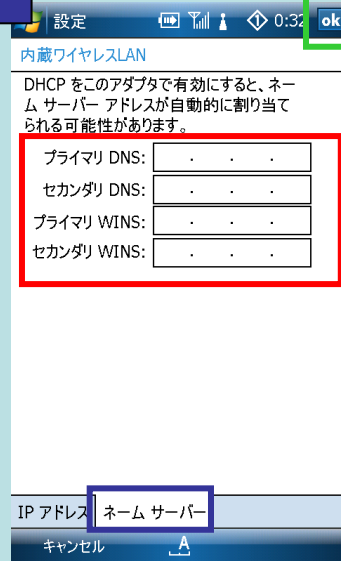 設定 0:32 ok
内蔵ワイヤレスLAN
DHCP をこのアダプタで有効にすると、ネー
ム サーバー アドレスが自動的に割り当て
られる可能性があります。
プライマリ DNS: . . .
セカンダリ DNS: . . .
プライマリ WINS: . . .
セカンダリ WINS: . . .
IP アドレス ネーム サーバー
キャンセル A